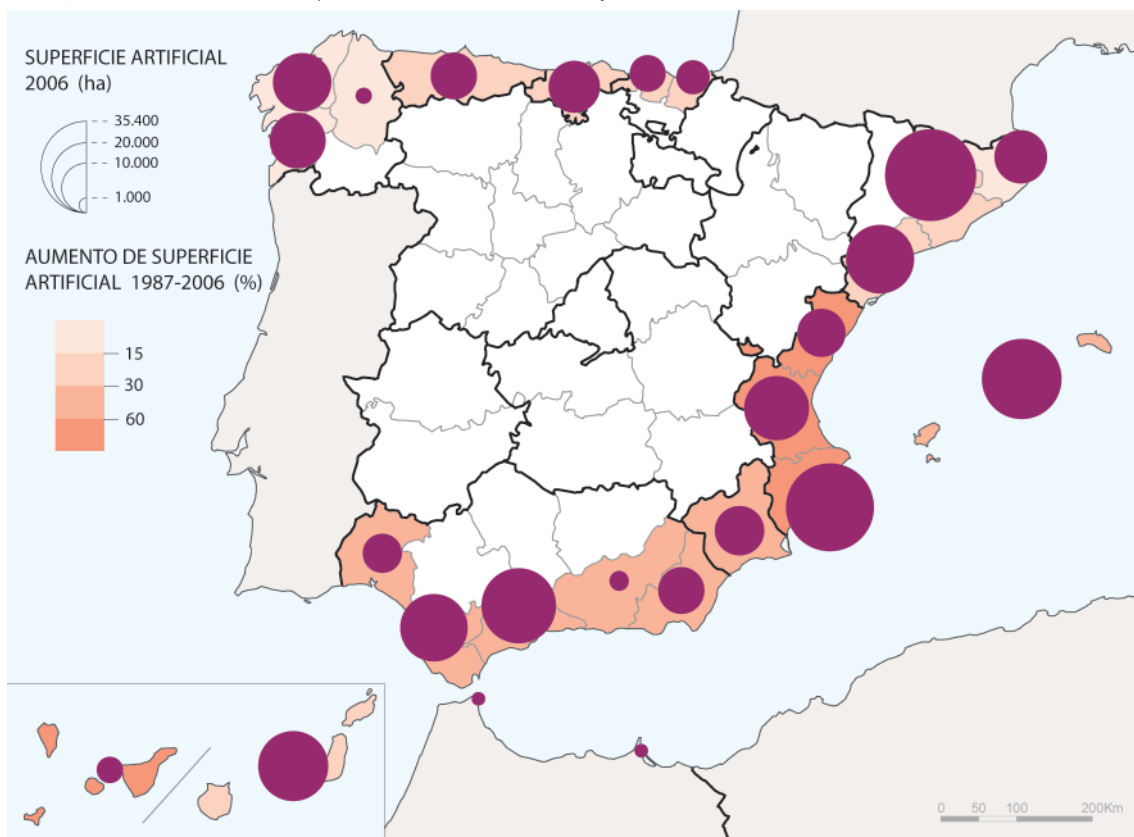 SUPERFICIE ARTIFICIAL
2006 (ha)
35.400
20.000
10.000
1.000
AUMENTO DE SUPERFICIE
ARTIFICIAL 1987-2006 (%)
15
30
60
0 50 100 200Km